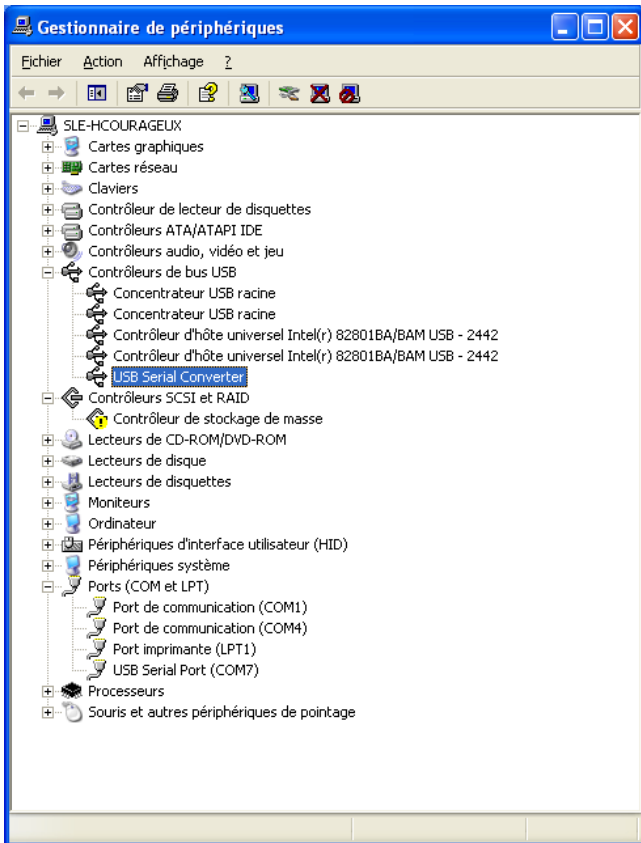 Gestionnaire de périphériques
Fichier Action Affichage ?
SLE-HCOURAGEUX
Cartes graphiques
Cartes réseau
Claviers
Contrôleur de lecteur de disquettes
Contrôleurs ATA/ATAPI IDE
Contrôleurs audio, vidéo et jeu
Contrôleurs de bus USB
Concentrateur USB racine
Concentrateur USB racine
Contrôleur d'hôte universel Intel(r) 82801BA/BAM USB - 2442
Contrôleur d'hôte universel Intel(r) 82801BA/BAM USB - 2442
USB Serial Converter
Contrôleurs SCSI et RAID
Contrôleur de stockage de masse
Lecteurs de CD-ROM/DVD-ROM
Lecteurs de disque
Lecteurs de disquettes
Moniteurs
Ordinateur
Périphériques d'interface utilisateur (HID)
Périphériques système
Ports (COM et LPT)
Port de communication (COM1)
Port de communication (COM4)
Port imprimante (LPT1)
USB Serial Port (COM7)
Processeurs
Souris et autres périphériques de pointage